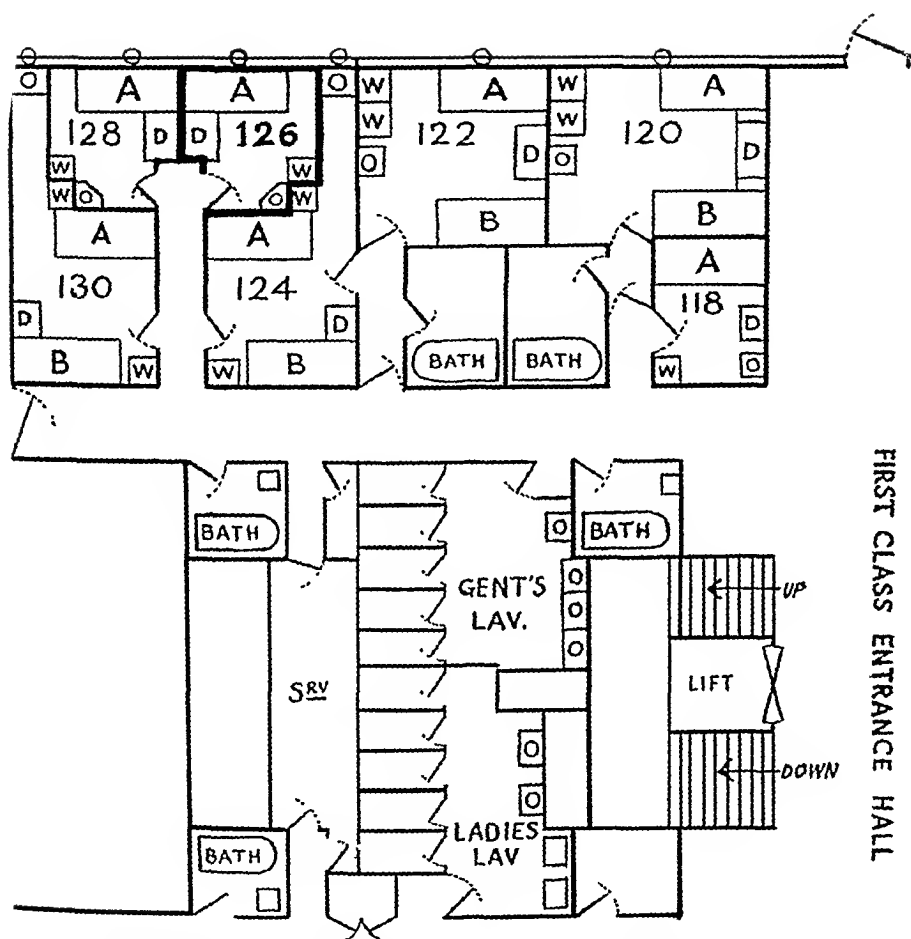 A A A A
W
W
W
W
128 D D 126 122 D 120 D
W W O O
W O O W
A A B B
A
130 124 118
D D D
B W W B BATH BATH W O
BATH O BATH
GENT'S
LAV.
O
O
O
UP
SRV
LIFT
O
O
DOWN
LADIES
LAV
BATH
FIRST CLASS ENTRANCE HALL